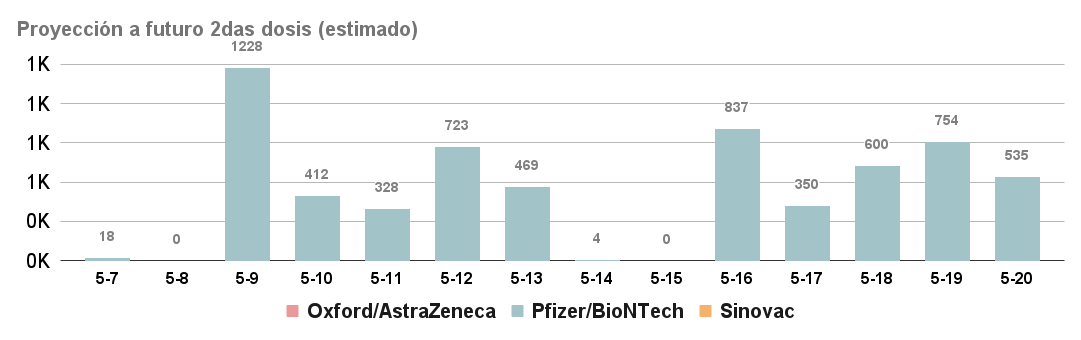 Proyección a futuro 2das dosis (estimado)
1K
1K
1K
1K
0K
0K
18
0
1228
412
328
723
469
4
0
837
350
600
754
535
5-7
5-8
5-9
5-10
5-11
5-12
5-13
5-14
5-15
5-16
5-17
5-18
5-19
5-20
Oxford/AstraZeneca
Pfizer/BioNTech
Sinovac